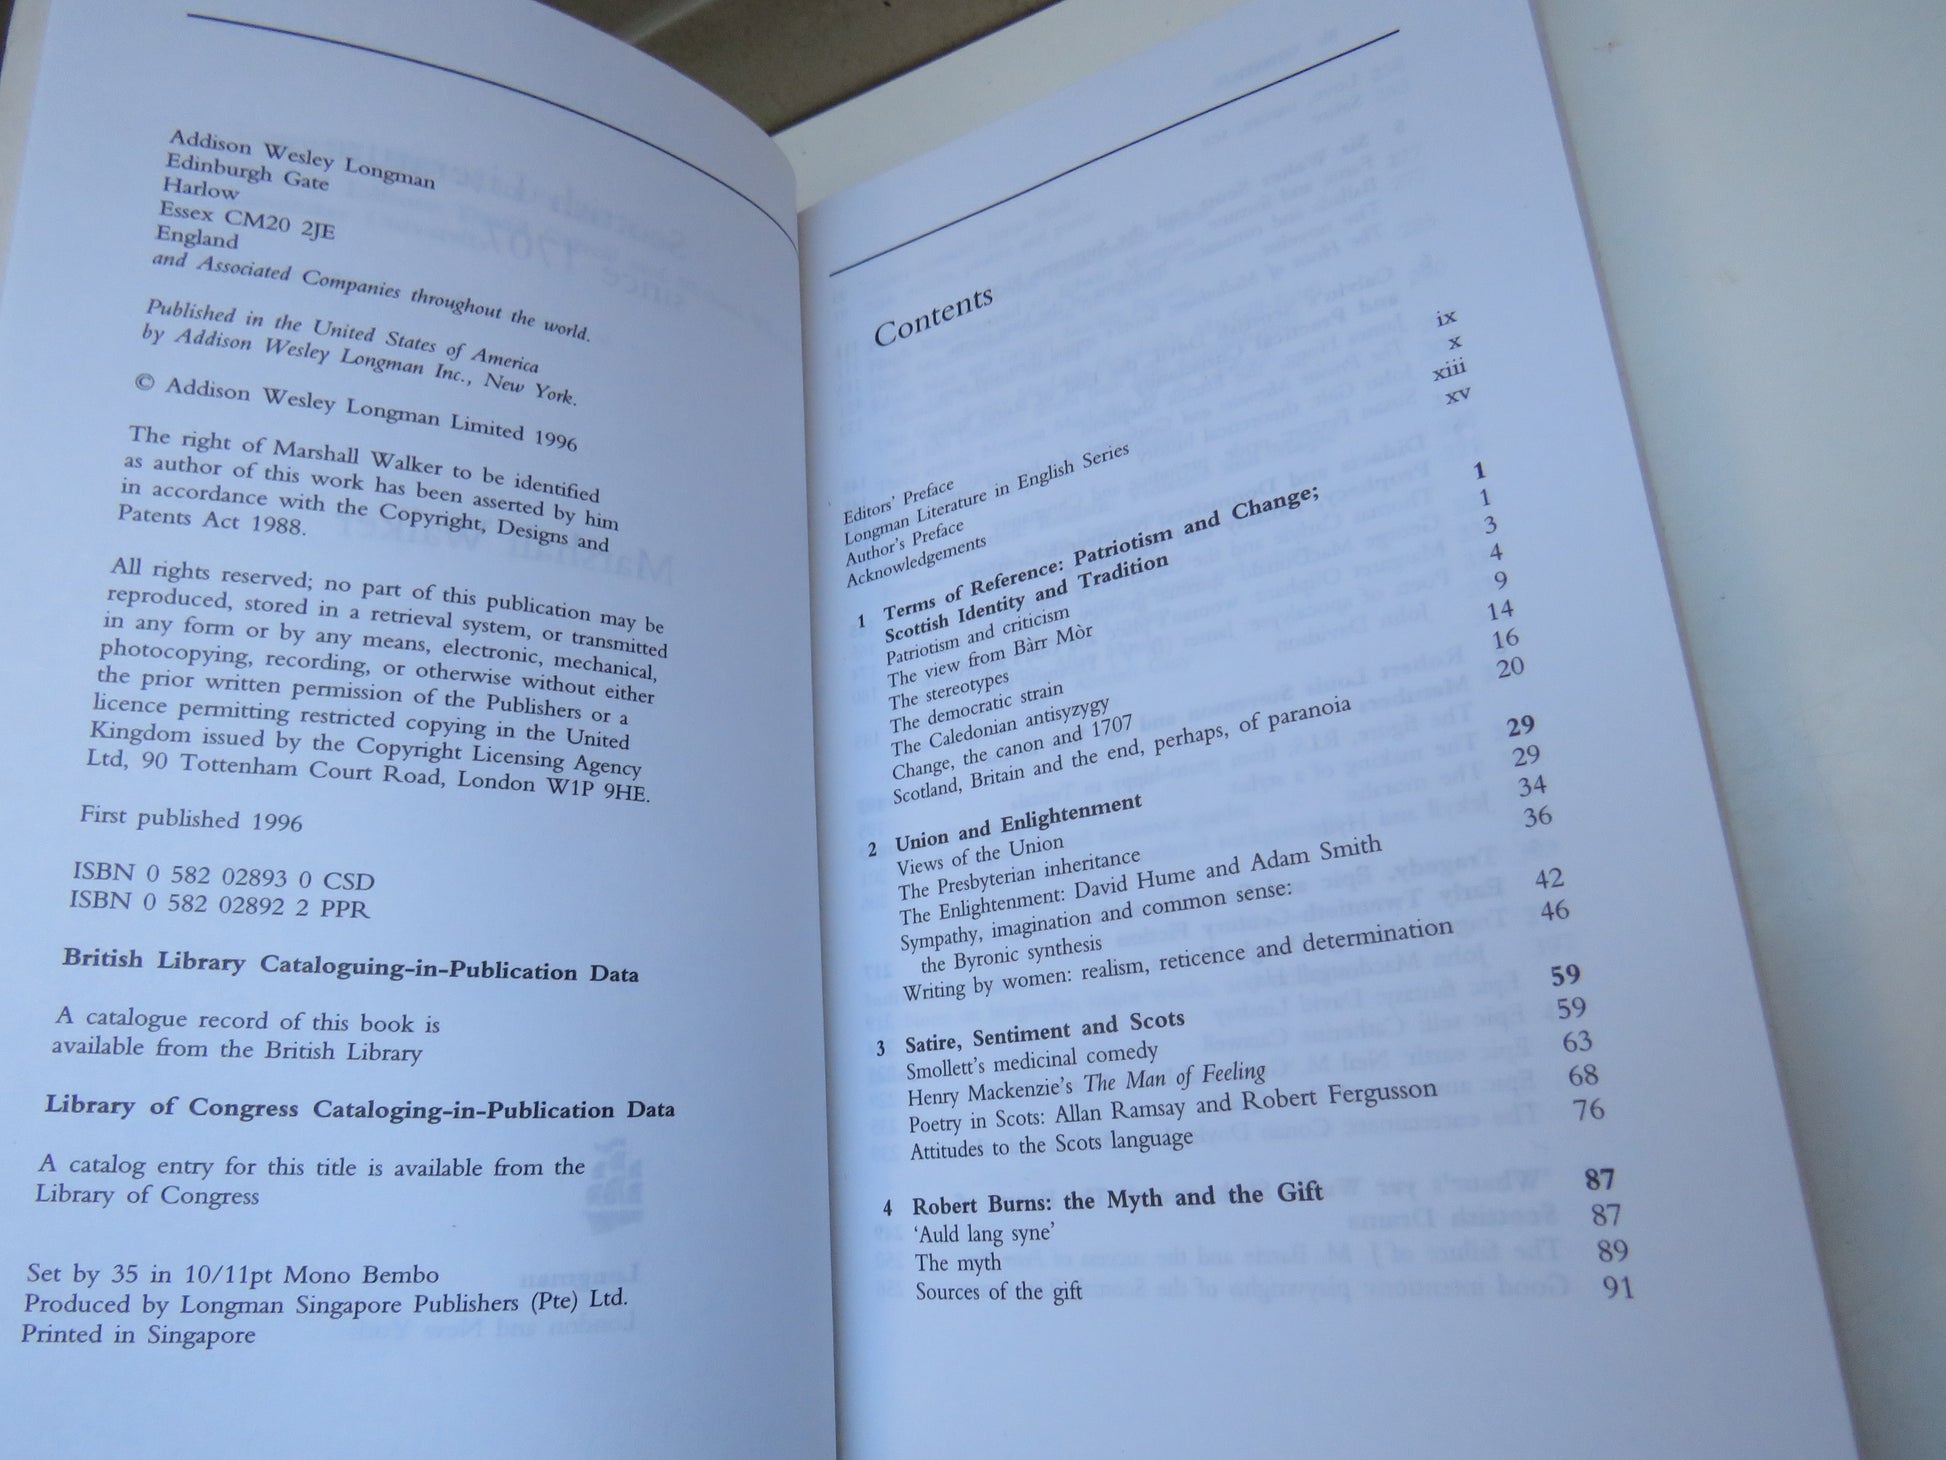 Addison Wesley Longman
Edinburgh Gate
Harlow
Essex CM20 2JE
England
and Associated Companies throughout the world.
Published in the United States of America
by Addison Wesley Longman Inc., New York.
© Addison Wesley Longman Limited 1996
The right of Marshall Walker to be identified
as author of this work has been asserted by him
in accordance with the Copyright, Designs and
Patents Act 1988.
All rights reserved; no part of this publication may be
reproduced, stored in a retrieval system, or transmitted
in any form or by any means, electronic, mechanical,
photocopying, recording, or otherwise without either
the prior written permission of the Publishers or a
licence permitting restricted copying in the United
Kingdom issued by the Copyright Licensing Agency
Ltd, 90 Tottenham Court Road, London W1P 9HE.
First published 1996
ISBN 0 582 02893 0 CSD
ISBN 0 582 02892 2 PPR
British Library Cataloguing-in-Publication Data
A catalogue record of this book is
available from the British Library
Library of Congress Cataloging-in-Publication Data
A catalog entry for this title is available from the
Library of Congress
Set by 35 in 10/11pt Mono Bembo
Produced by Longman Singapore Publishers (Pte) Ltd.
Printed in Singapore
Contents
Editors' Preface ix
Longman Literature in English Series x
Author's Preface xiii
Acknowledgements xv
1 Terms of Reference: Patriotism and Change;
Scottish Identity and Tradition 1
Patriotism and criticism 1
The view from Bàrr Mòr 3
The stereotypes 4
The democratic strain 9
The Caledonian antisyzygy 14
Change, the canon and 1707 16
Scotland, Britain and the end, perhaps, of paranoia 20
2 Union and Enlightenment 29
Views of the Union 29
The Presbyterian inheritance 34
The Enlightenment: David Hume and Adam Smith 36
Sympathy, imagination and common sense:
the Byronic synthesis 42
Writing by women: realism, reticence and determination 46
3 Satire, Sentiment and Scots 59
Smollett's medicinal comedy 59
Henry Mackenzie's The Man of Feeling 63
Poetry in Scots: Allan Ramsay and Robert Fergusson 68
Attitudes to the Scots language 76
4 Robert Burns: the Myth and the Gift 87
'Auld lang syne' 87
The myth 89
Sources of the gift 91